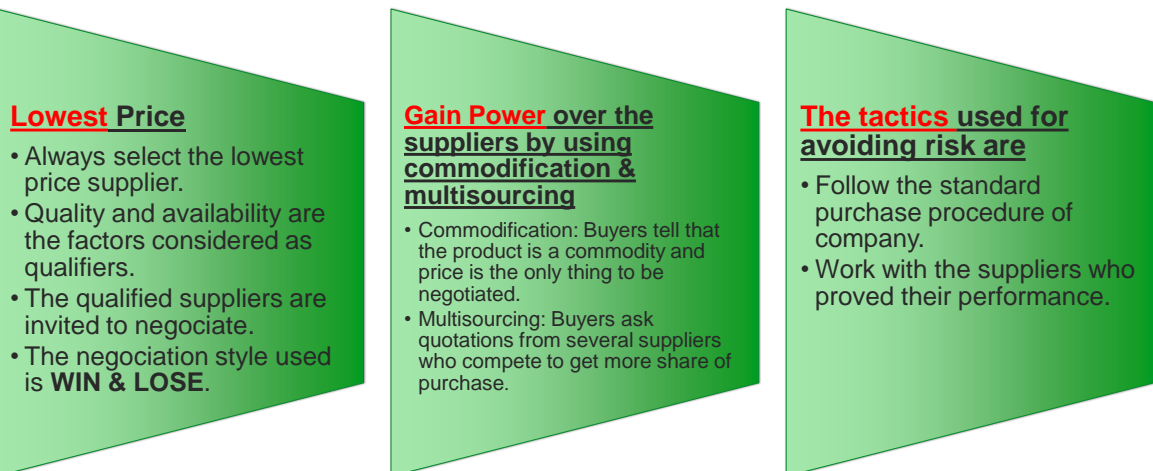 Lowest Price
• Always select the lowest
price supplier.
• Quality and availability are
the factors considered as
qualifiers.
• The qualified suppliers are
invited to negociate.
• The negociation style used
is WIN & LOSE.
Gain Power over the
suppliers by using
commodification &
multisourcing
• Commodification: Buyers tell that
the product is a commodity and
price is the only thing to be
negotiated.
• Multisourcing: Buyers ask
quotations from several suppliers
who compete to get more share of
purchase.
The tactics used for
avoiding risk are
• Follow the standard
purchase procedure of
company.
• Work with the suppliers who
proved their performance.